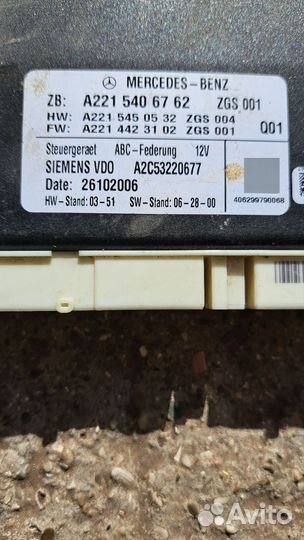 MERCEDES-BENZ
ZB: A221 540 67 62 ZGS 001
HW: A221 545 05 32 ZGS 004
FW: A221 442 31 02 ZGS 001 Q01
Steuergeraet ABC-Federung 12V
SIEMENS VDO A2C53220677
Date: 26102006
HW-Stand: 03-51 SW-Stand: 06-28-00
406299790068
Avito